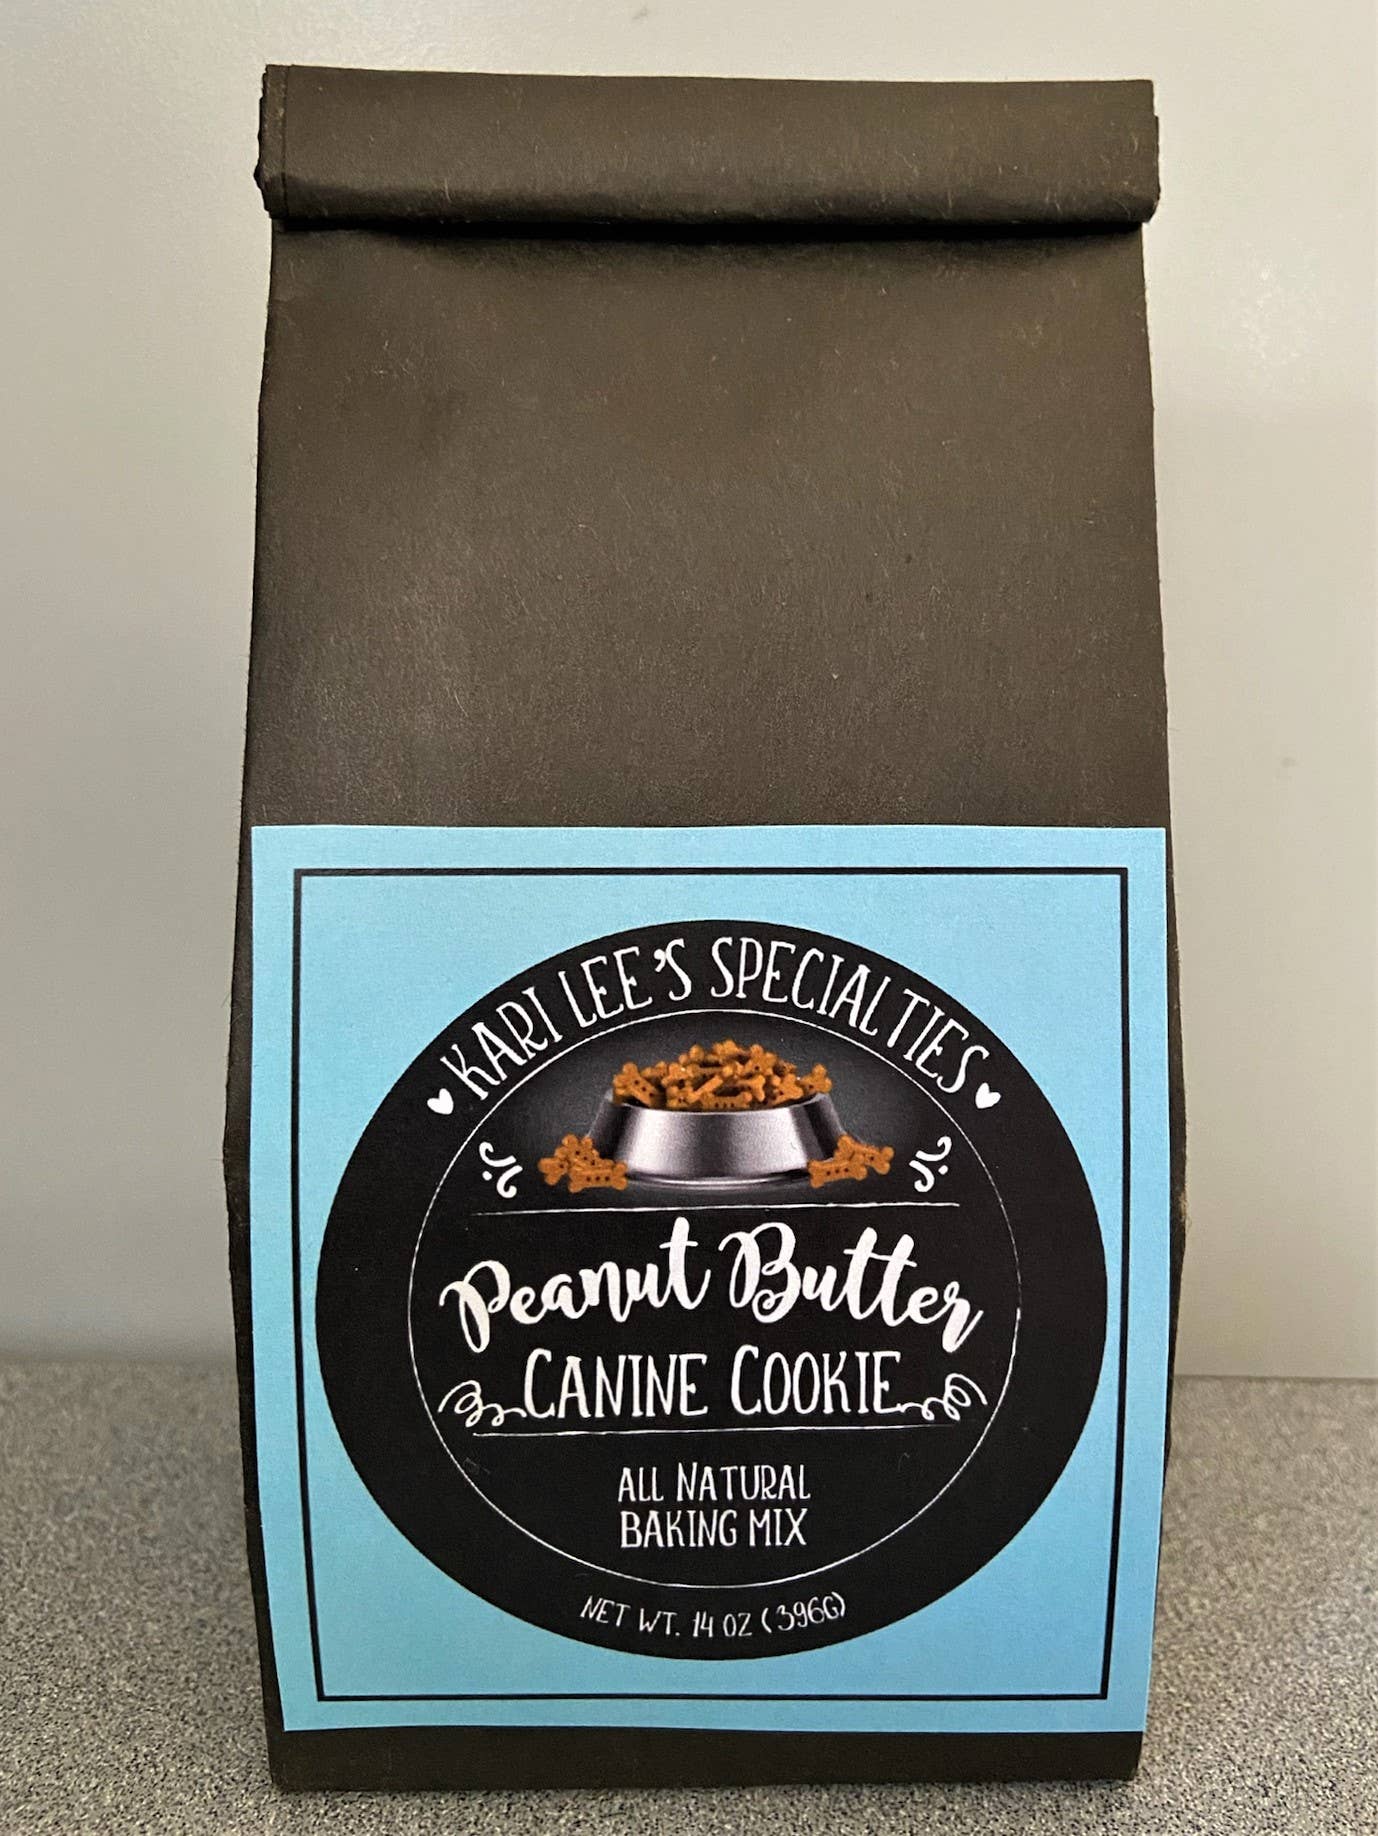 KARI LEE'S SPECIALTIES
Peanut Butter
CANINE COOKIE
ALL NATURAL
BAKING MIX
NET WT. 14 OZ (396G)